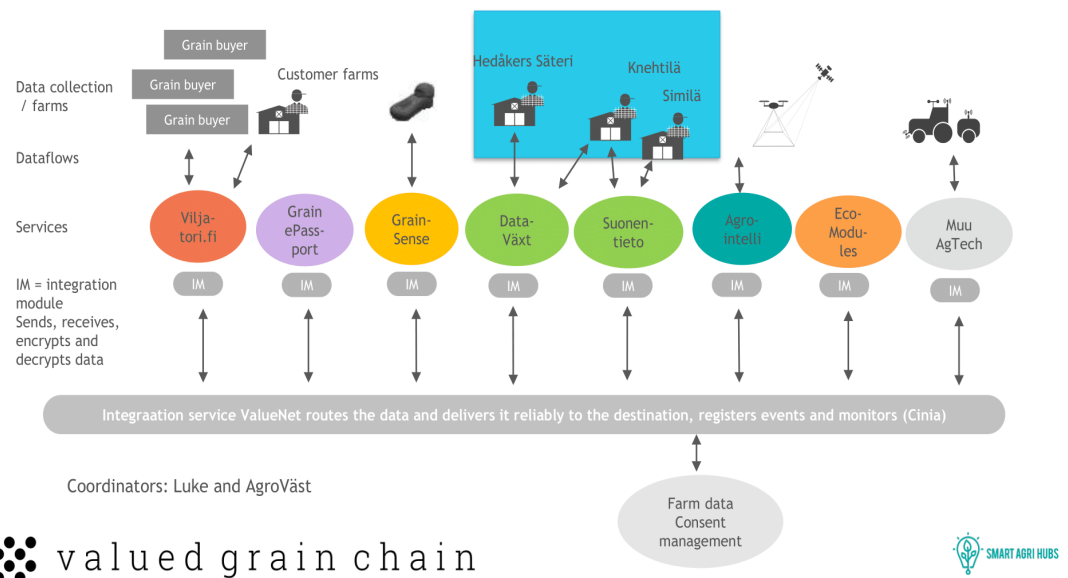 Grain buyer
Grain buyer
Grain buyer
Customer farms
Hedåkers Säteri
Knehtilä
Similä
Data collection
/ farms
Dataflows
Services
Vilja-
tori.fi
Grain
ePass-
port
Grain-
Sense
Data-
Växt
Suonen-
tieto
Agro-
intelli
Eco-
Modu-
les
Muu
AgTech
IM = integration
module
Sends, receives,
encrypts and
decrypts data
IM
IM
IM
IM
IM
IM
IM
IM
Integraation service ValueNet routes the data and delivers it reliably to the destination, registers events and monitors (Cinia)
Coordinators: Luke and AgroVäst
Farm data
Consent
management
valued grain chain
SMART AGRI HUBS